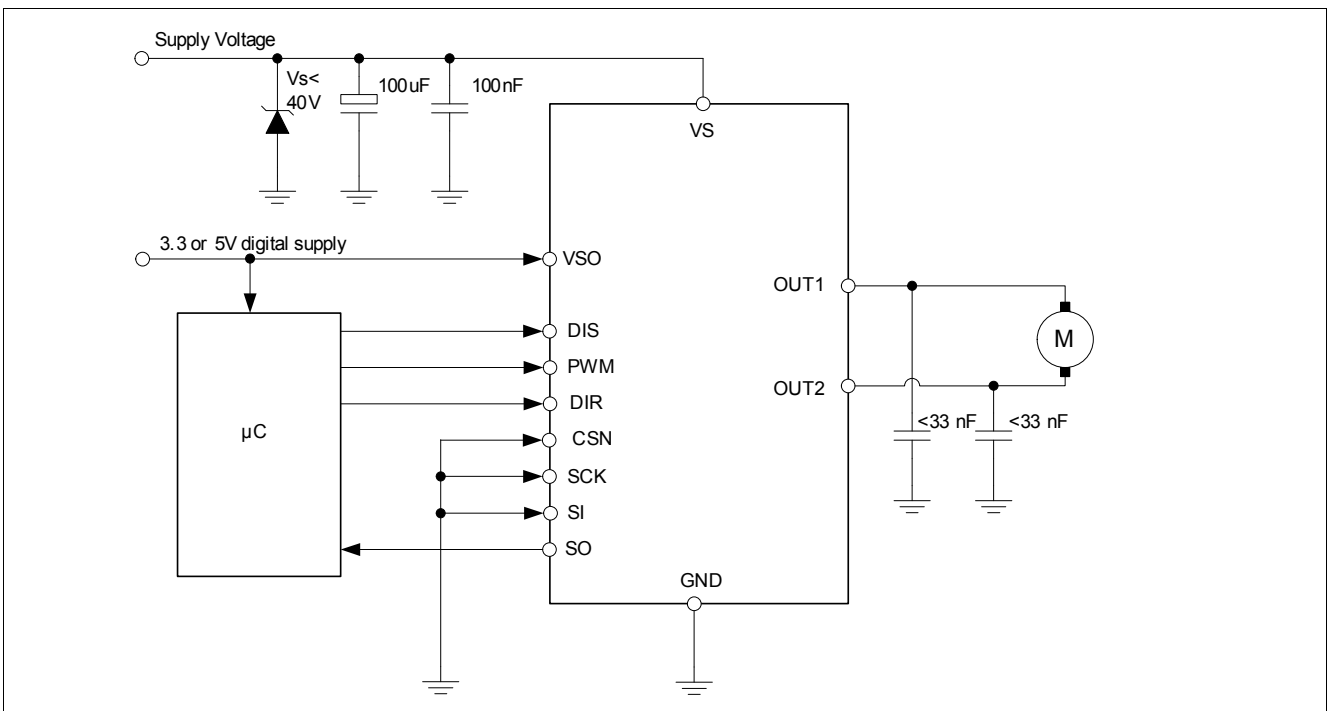 Supply Voltage
Vs<
40V
100uF
100nF
VS
3.3 or 5V digital supply
VSO
OUT1
DIS
M
PWM
OUT2
DIR
µC
<33 nF
<33 nF
CSN
SCK
SI
SO
GND